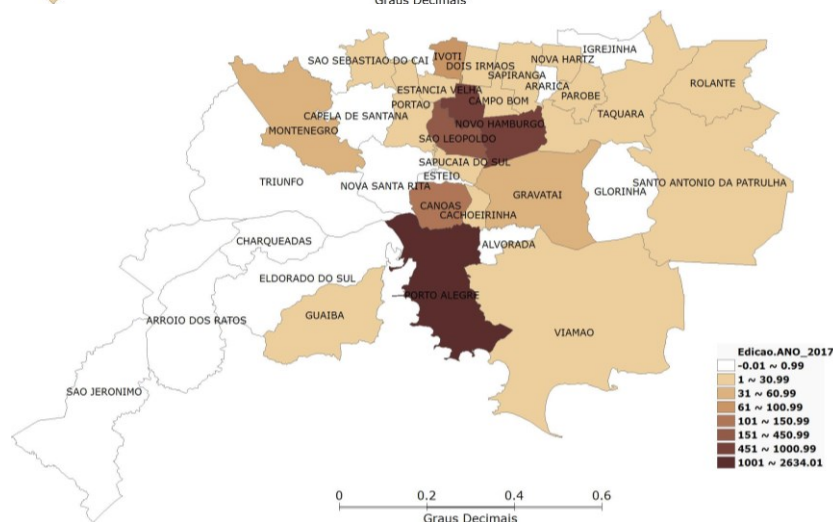 Graus Decimais
IGREJINHA
SAO SEBASTIAO DO CAI
IVOTI
NOVA HARTZ
DOIS IRMAOS
SAPIRANGA
ROLANTE
ESTANCIA VELHA
ARARICA
PAROBE
CAPELA DE SANTANA
PORTAO
CAMPO BOM
TAQUARA
MONTENEGRO
NOVO HAMBURGO
SAO LEOPOLDO
SAPUCAIA DO SUL
ESTEIO
TRIUNFO
NOVA SANTA RITA
GRAVATAI
GLORINHA
SANTO ANTONIO DA PATRULHA
CANOAS
CACHOEIRINHA
CHARQUEADAS
ALVORADA
ELDORADO DO SUL
PORTO ALEGRE
GUAIBA
ARROIO DOS RATOS
VIAMAO
SAO JERONIMO
Edicao.ANO_2017
-0.01 ~ 0.99
1 ~ 30.99
31 ~ 60.99
61 ~ 100.99
101 ~ 150.99
151 ~ 450.99
451 ~ 1000.99
1001 ~ 2634.01
0 0.2 0.4 0.6
Graus Decimais